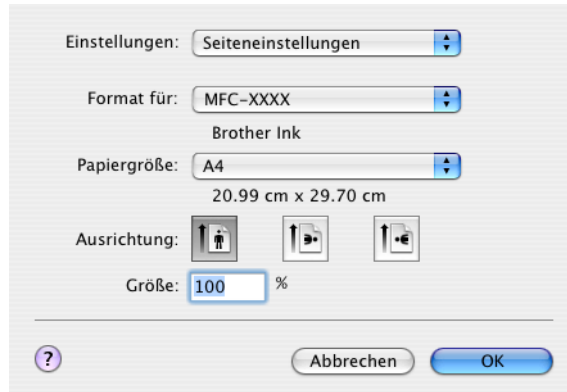 Einstellungen: Seiteneinstellungen
Format für: MFC-XXXX
Brother Ink
Papiergröße: A4
20.99 cm x 29.70 cm
Ausrichtung:
Größe: 100 %
? Abbrechen OK